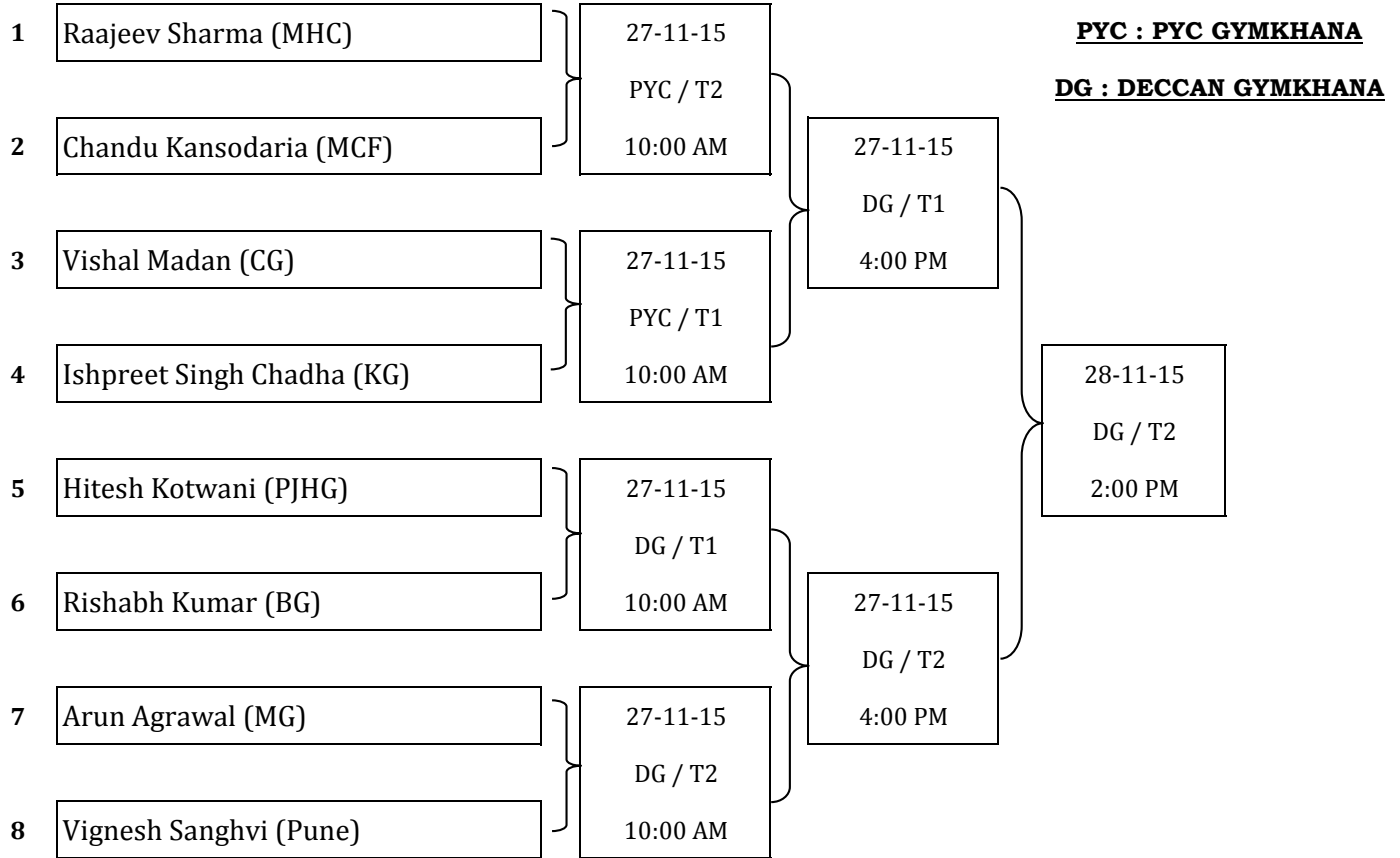 1 Raajeev Sharma (MHC) 27-11-15 PYC : PYC GYMKHANA
PYC / T2 DG : DECCAN GYMKHANA
2 Chandu Kansodaria (MCF) 10:00 AM 27-11-15
DG / T1
3 Vishal Madan (CG) 27-11-15 4:00 PM
PYC / T1
4 Ishpreet Singh Chadha (KG) 10:00 AM 28-11-15
DG / T2
5 Hitesh Kotwani (PJHG) 27-11-15 2:00 PM
DG / T1
6 Rishabh Kumar (BG) 10:00 AM 27-11-15
DG / T2
7 Arun Agrawal (MG) 27-11-15 4:00 PM
DG / T2
8 Vignesh Sanghvi (Pune) 10:00 AM